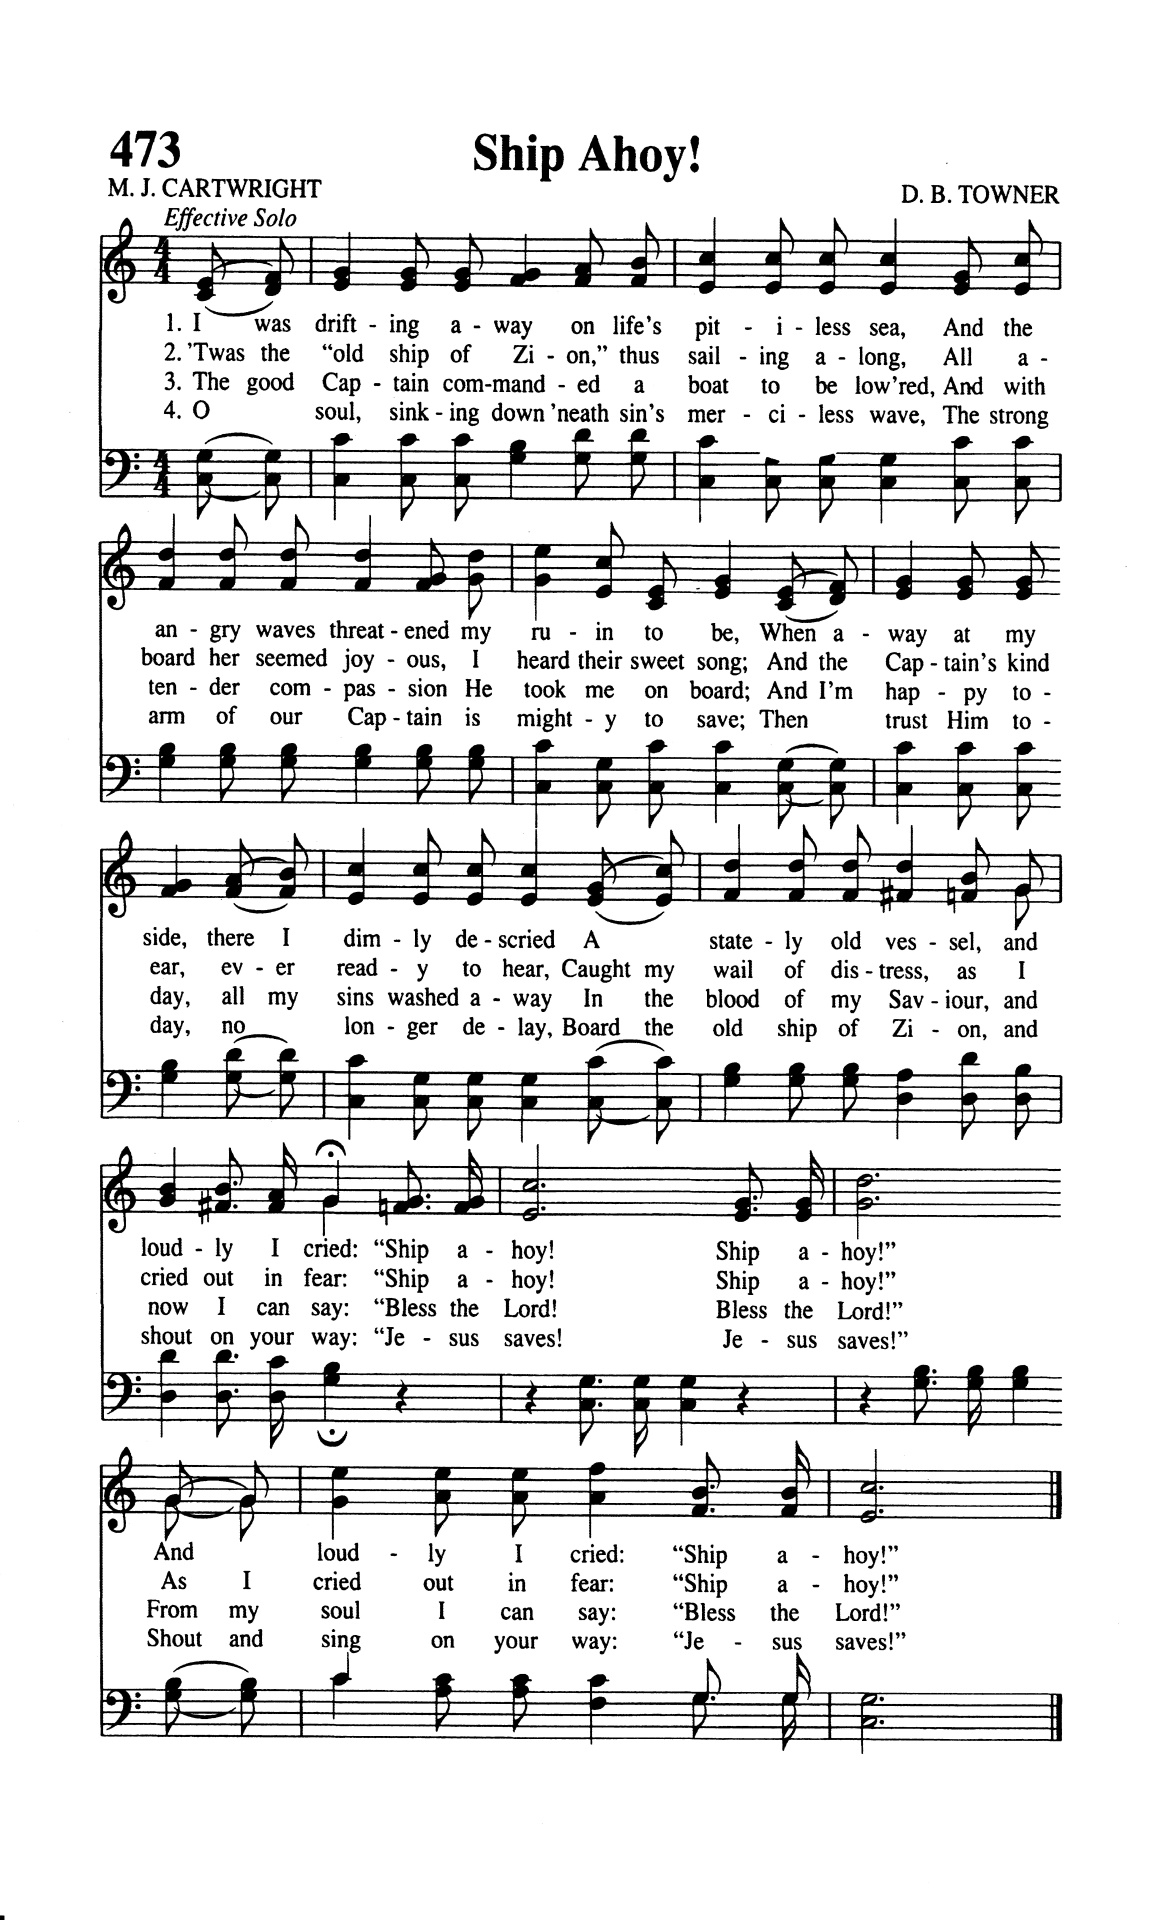 473
Ship Ahoy!
M. J. CARTWRIGHT
D. B. TOWNER
Effective Solo
1. I was drift - ing a - way on life's pit - i - less sea, And the
2. 'Twas the “old ship of Zi - on,” thus sail - ing a - long, All a -
3. The good Cap - tain com-mand - ed a boat to be low'red, And with
4. O soul, sink - ing down 'neath sin's mer - ci - less wave, The strong
an - gry waves threat - ened my ru - in to be, When a - way at my
board her seemed joy - ous, I heard their sweet song; And the Cap - tain's kind
ten - der com - pas - sion He took me on board; And I'm hap - py to -
arm of our Cap - tain is might - y to save; Then trust Him to -
side, there I dim - ly de - scried A state - ly old ves - sel, and
ear, ev - er read - y to hear, Caught my wail of dis - tress, as I
day, all my sins washed a - way In the blood of my Sav - iour, and
day, no lon - ger de - lay, Board the old ship of Zi - on, and
loud - ly I cried: “Ship a - hoy! Ship a - hoy!”
cried out in fear: “Ship a - hoy! Ship a - hoy!”
now I can say: “Bless the Lord! Bless the Lord!”
shout on your way: “Je - sus saves! Je - sus saves!”
And loud - ly I cried: “Ship a - hoy!”
As I cried out in fear: “Ship a - hoy!”
From my soul I can say: “Bless the Lord!”
Shout and sing on your way: “Je - sus saves!”